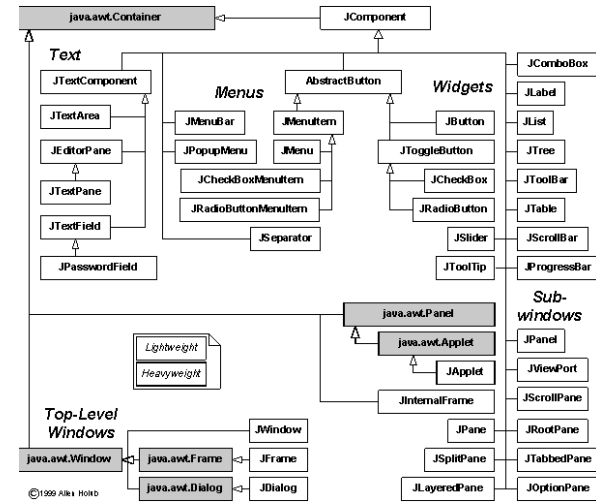 java.awt.Container
JComponent
Text
JTextComponent
JTextArea
JEditorPane
JTextPane
JTextField
JPasswordField
Menus
AbstractButton
JMenuBar
JMenuItem
JPopupMenu
JMenu
JCheckBoxMenuItem
JRadioButtonMenuItem
JSeparator
Widgets
JButton
JToggleButton
JCheckBox
JRadioButton
JSlider
JToolTip
JComboBox
JLabel
JList
JTree
JToolBar
JTable
JScrollBar
JProgressBar
java.awt.Panel
java.awt.Applet
JApplet
JInternalFrame
Sub-
windows
JPanel
JViewPort
JScrollPane
JPane
JRootPane
JSplitPane
JTabbedPane
JLayeredPane
JOptionPane
Lightweight
Heavyweight
Top-Level
Windows
JWindow
java.awt.Window
java.awt.Frame
JFrame
java.awt.Dialog
JDialog
©1999 Allen Holub